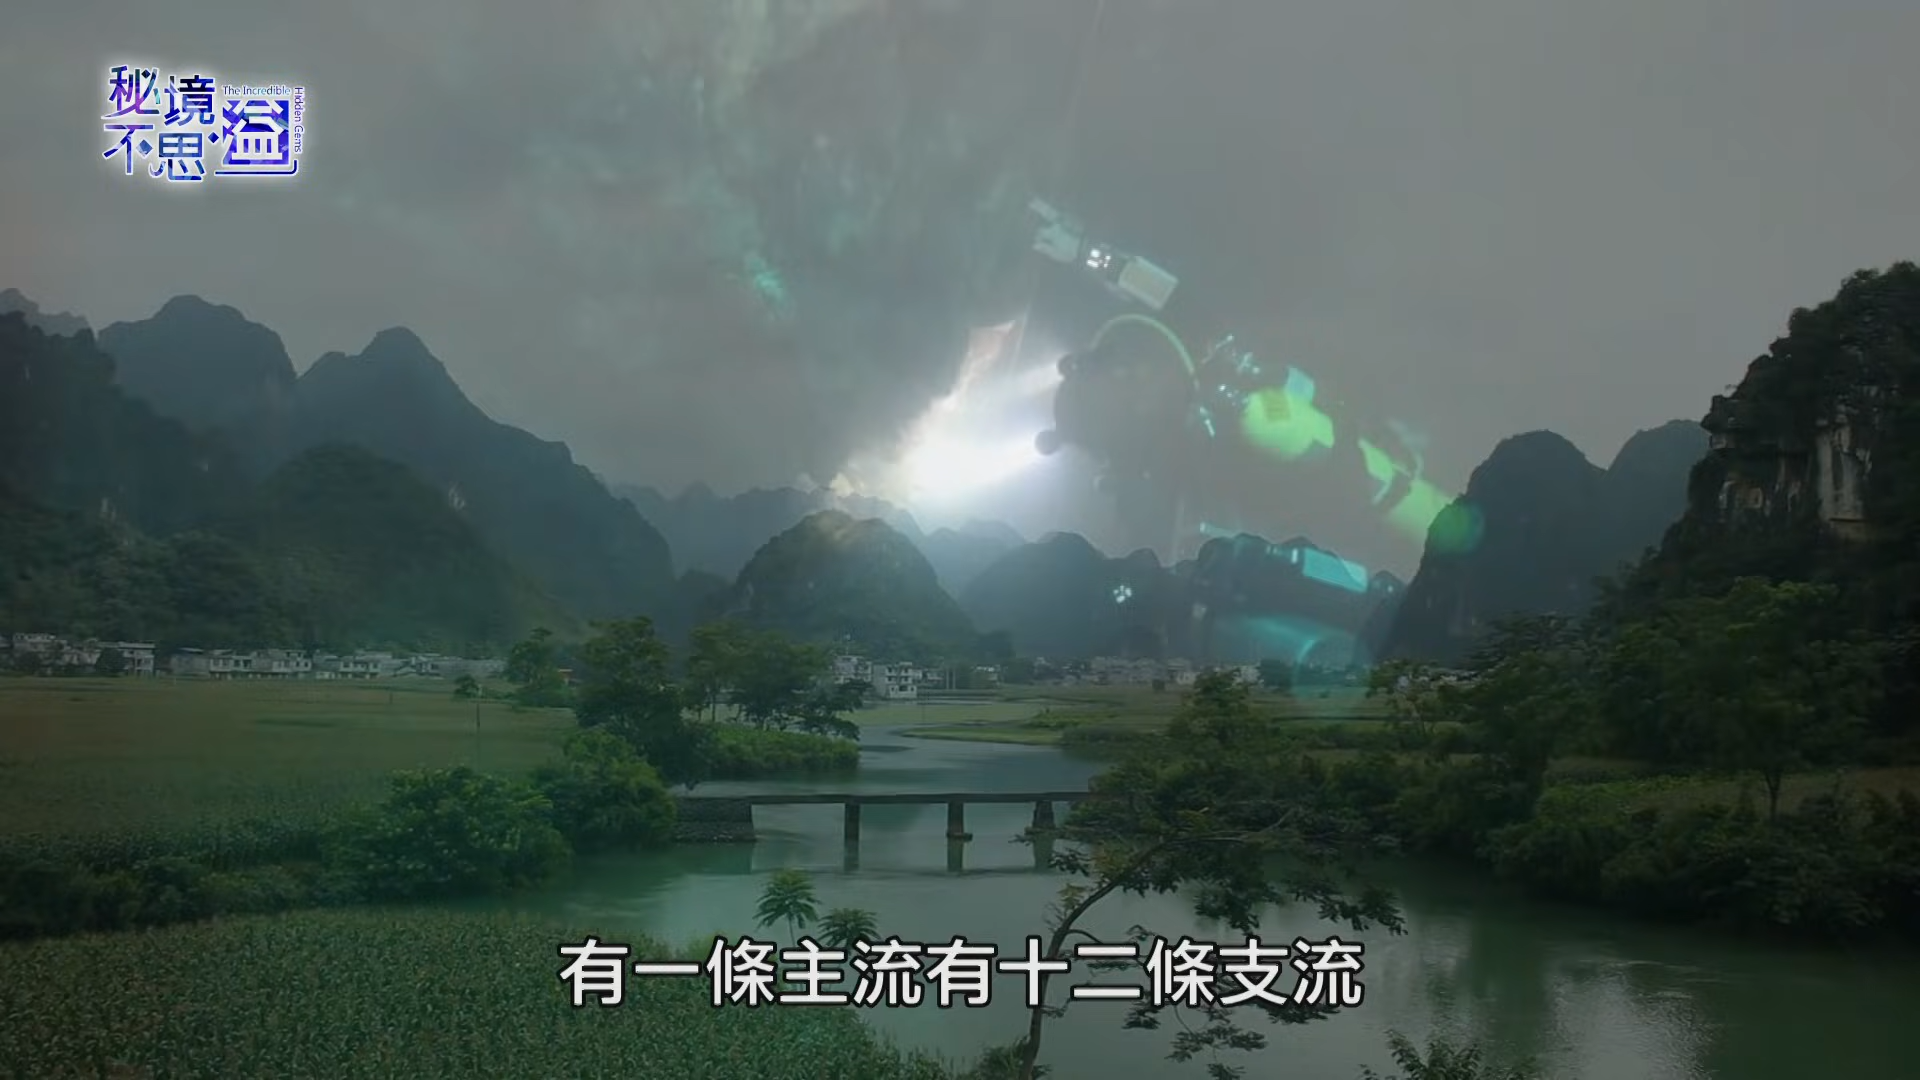 秘境
不思溢
The Incredible
Hidden Gems
有一條主流有十二條支流